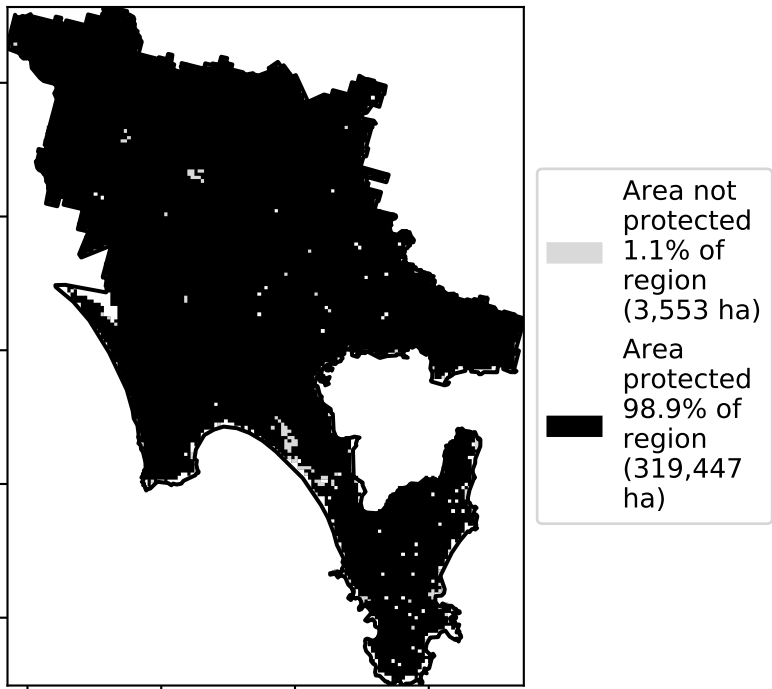 Area not
protected
1.1% of
region
(3,553 ha)
Area
protected
98.9% of
region
(319,447
ha)